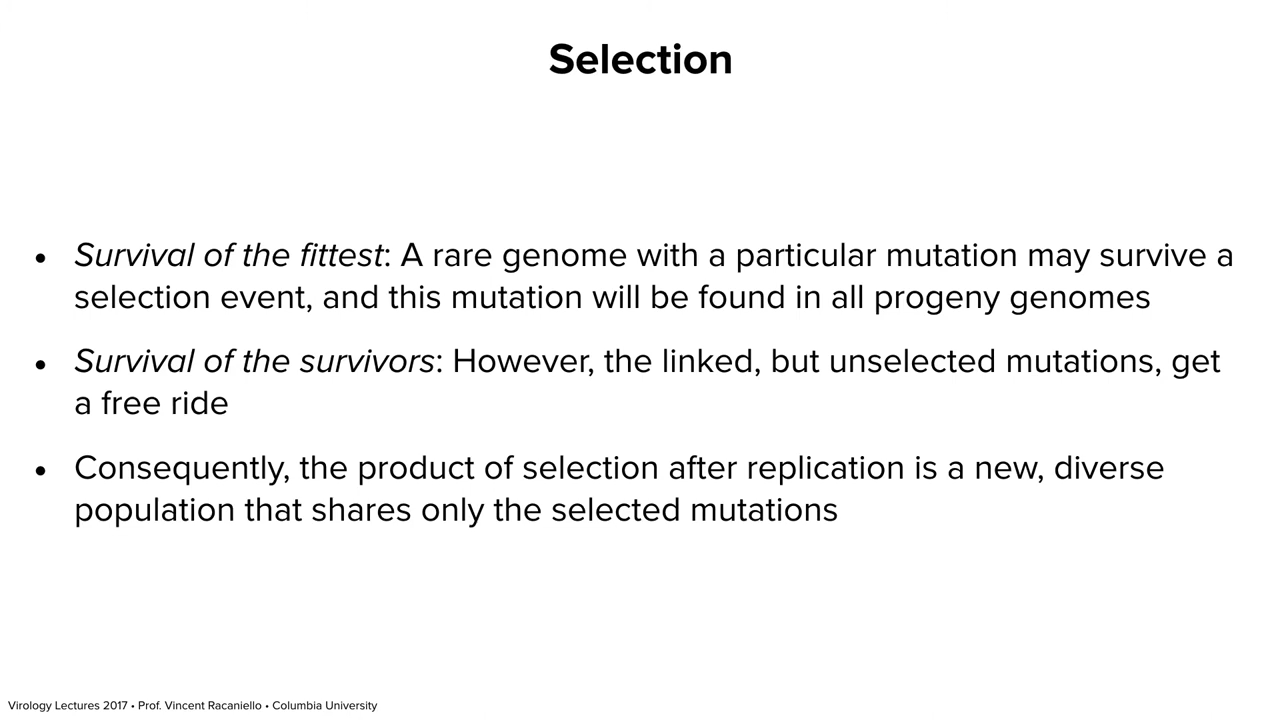 Selection
• Survival of the fittest: A rare genome with a particular mutation may survive a
selection event, and this mutation will be found in all progeny genomes
• Survival of the survivors: However, the linked, but unselected mutations, get
a free ride
• Consequently, the product of selection after replication is a new, diverse
population that shares only the selected mutations
Virology Lectures 2017 • Prof. Vincent Racaniello • Columbia University